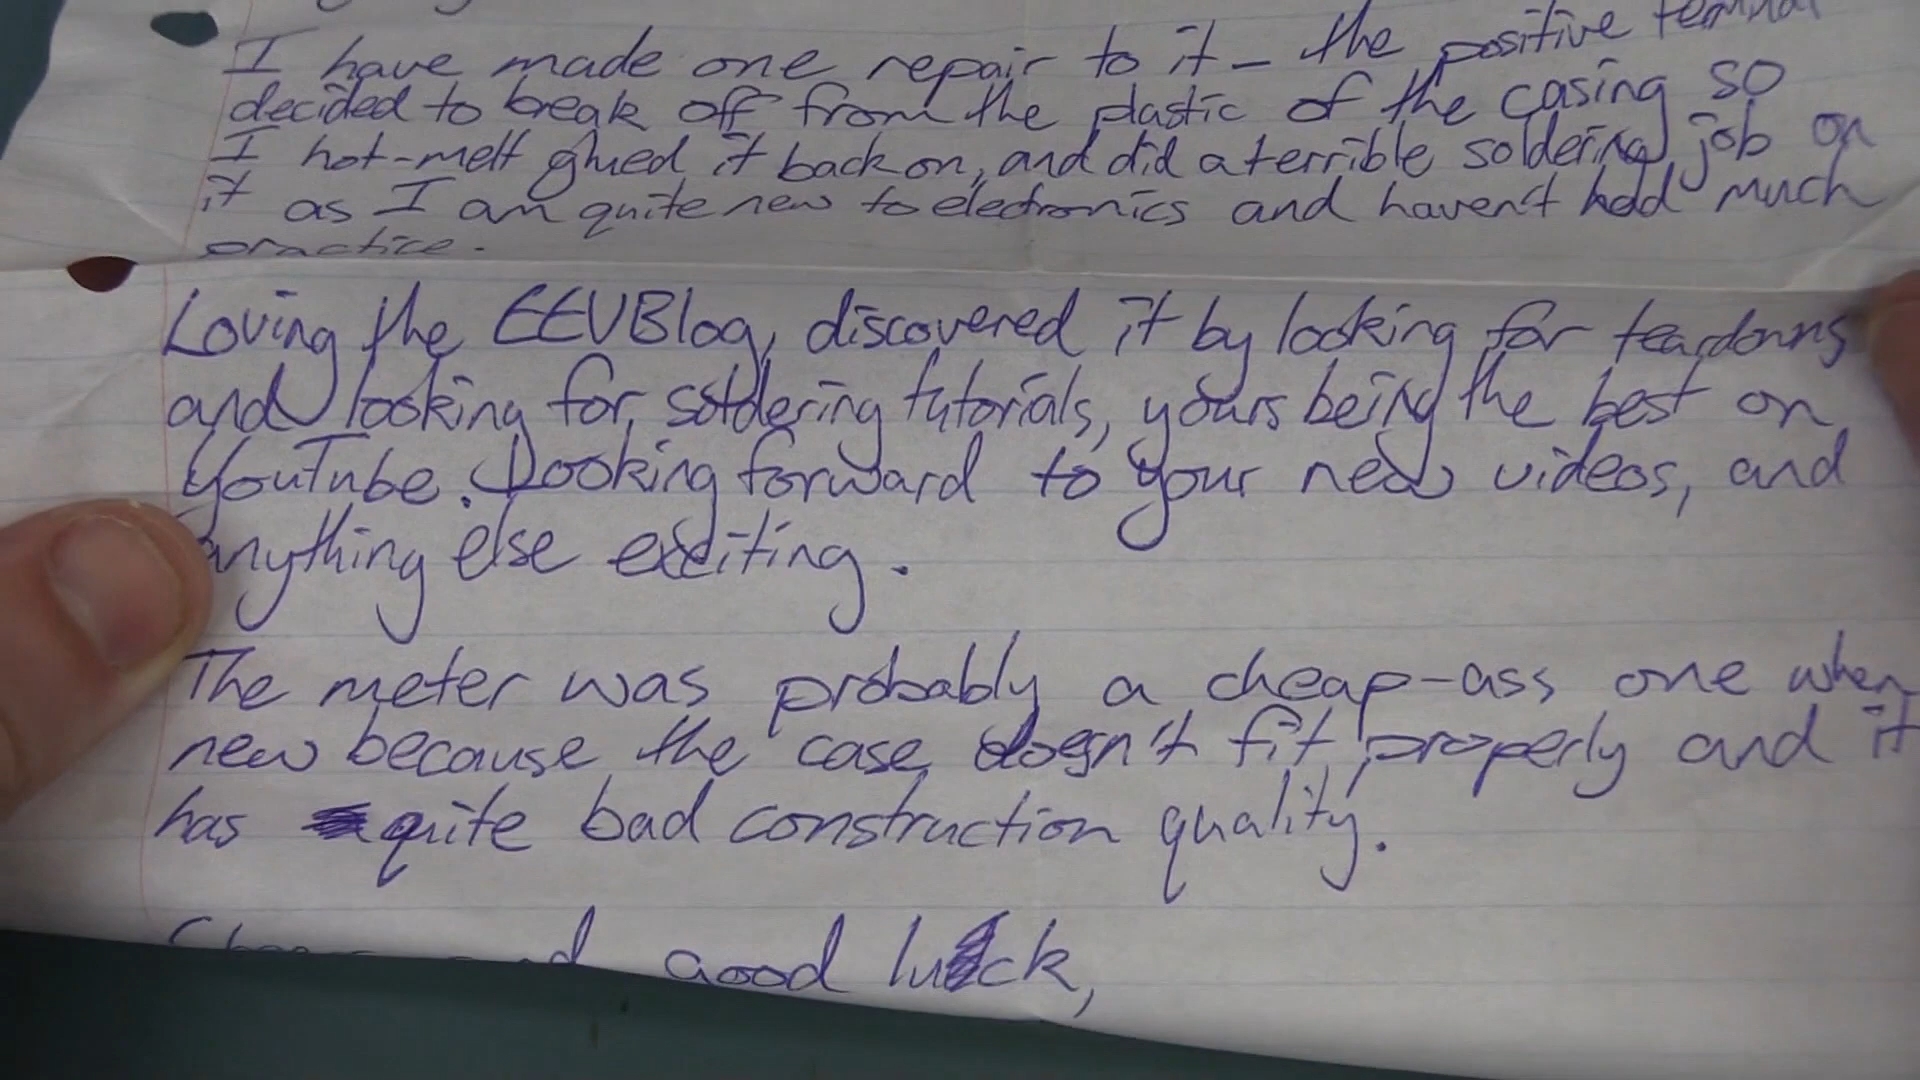 I have made one repair to it - the positive terminal
decided to break off from the plastic of the casing so
I hot-melt glued it back on, and did a terrible soldering job on
it as I am quite new to electronics and haven't had much
practice.
Loving the EEVBlog, discovered it by looking for teardowns
and looking for soldering tutorials, yours being the best on
YouTube. Looking forward to your new videos, and
anything else exciting.
The meter was probably a cheap-ass one when
new because the case doesn't fit properly and it
has quite bad construction quality.
good luck,